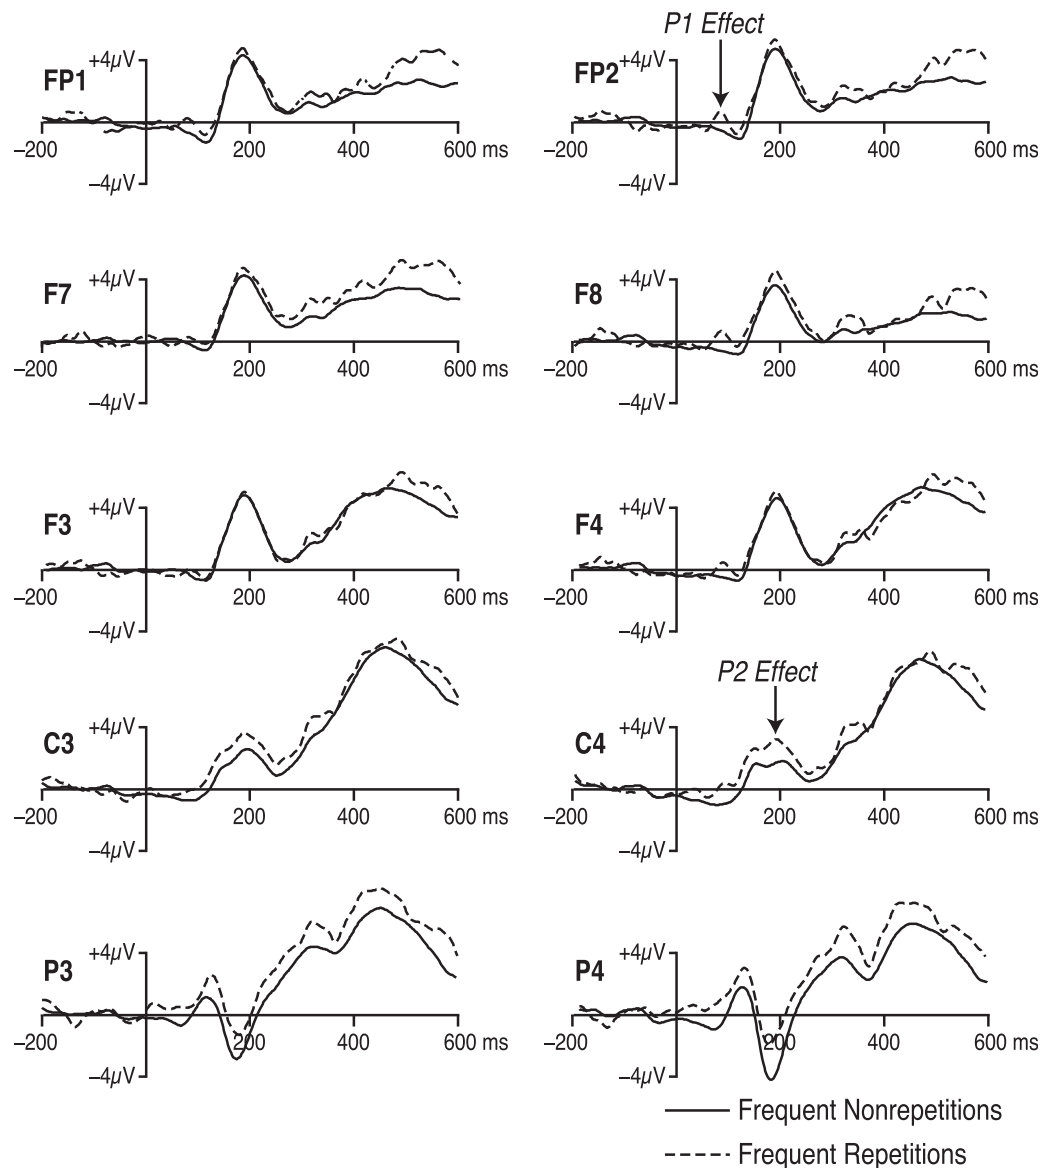 P1 Effect
+4µV
FP1
–200
200
400
600 ms
–4µV
+4µV
FP2
–200
200
400
600 ms
–4µV
+4µV
F7
–200
200
400
600 ms
–4µV
+4µV
F8
–200
200
400
600 ms
–4µV
+4µV
F3
–200
200
400
600 ms
–4µV
+4µV
F4
–200
200
400
600 ms
–4µV
+4µV
C3
–200
200
400
600 ms
–4µV
P2 Effect
+4µV
C4
–200
200
400
600 ms
–4µV
+4µV
P3
–200
200
400
600 ms
–4µV
+4µV
P4
–200
200
400
600 ms
–4µV
Frequent Nonrepetitions
Frequent Repetitions